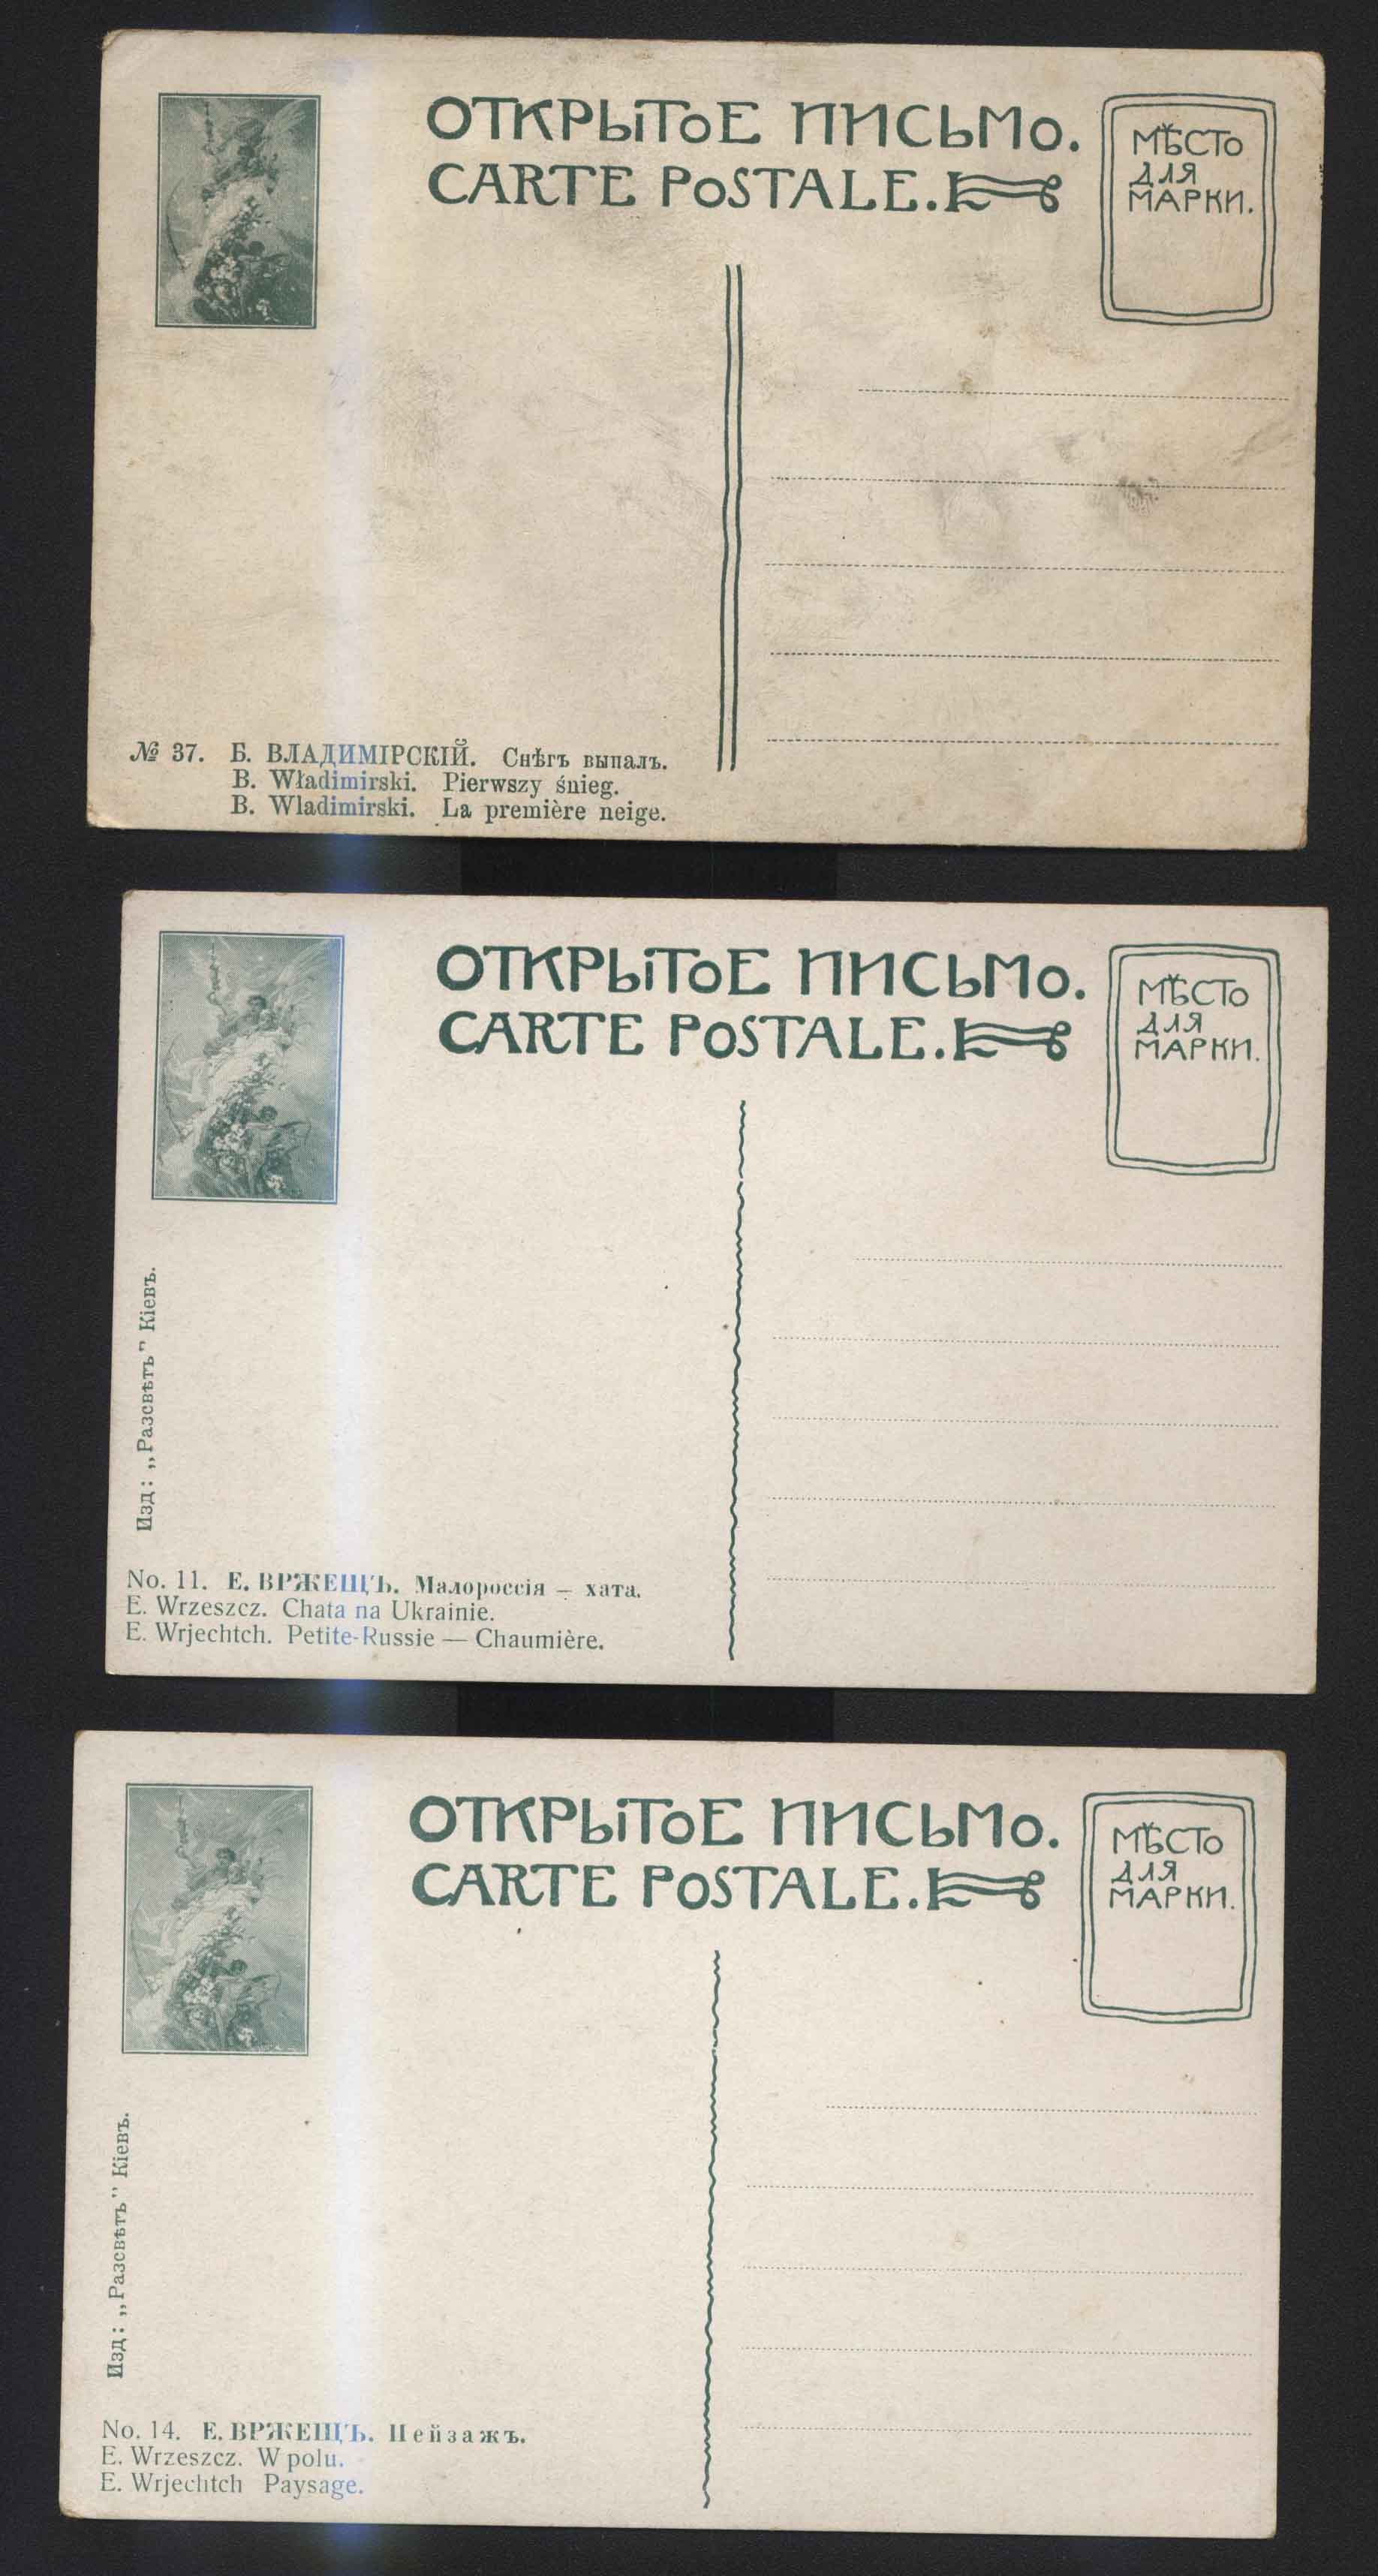 ОТКРЫТОЕ ПИСЬМО.
CARTE POSTALE.
МѢСТО
ДЛЯ
МАРКИ.
№ 37. Б. ВЛАДИМІРСКІЙ. Снѣгъ выпалъ.
B. Władimirski. Pierwszy śnieg.
B. Wladimirski. La première neige.
ОТКРЫТОЕ ПИСЬМО.
CARTE POSTALE.
МѢСТО
ДЛЯ
МАРКИ.
Изд: „Разсвѣтъ" Кіевъ.
No. 11. Е. ВРЖЕЩЪ. Малороссія – хата.
E. Wrzeszcz. Chata na Ukrainie.
E. Wrjechtch. Petite-Russie — Chaumière.
ОТКРЫТОЕ ПИСЬМО.
CARTE POSTALE.
МѢСТО
ДЛЯ
МАРКИ.
Изд: „Разсвѣтъ" Кіевъ.
No. 14. Е. ВРЖЕЩЪ. Пейзажъ.
E. Wrzeszcz. W polu.
E. Wrjechtch Paysage.